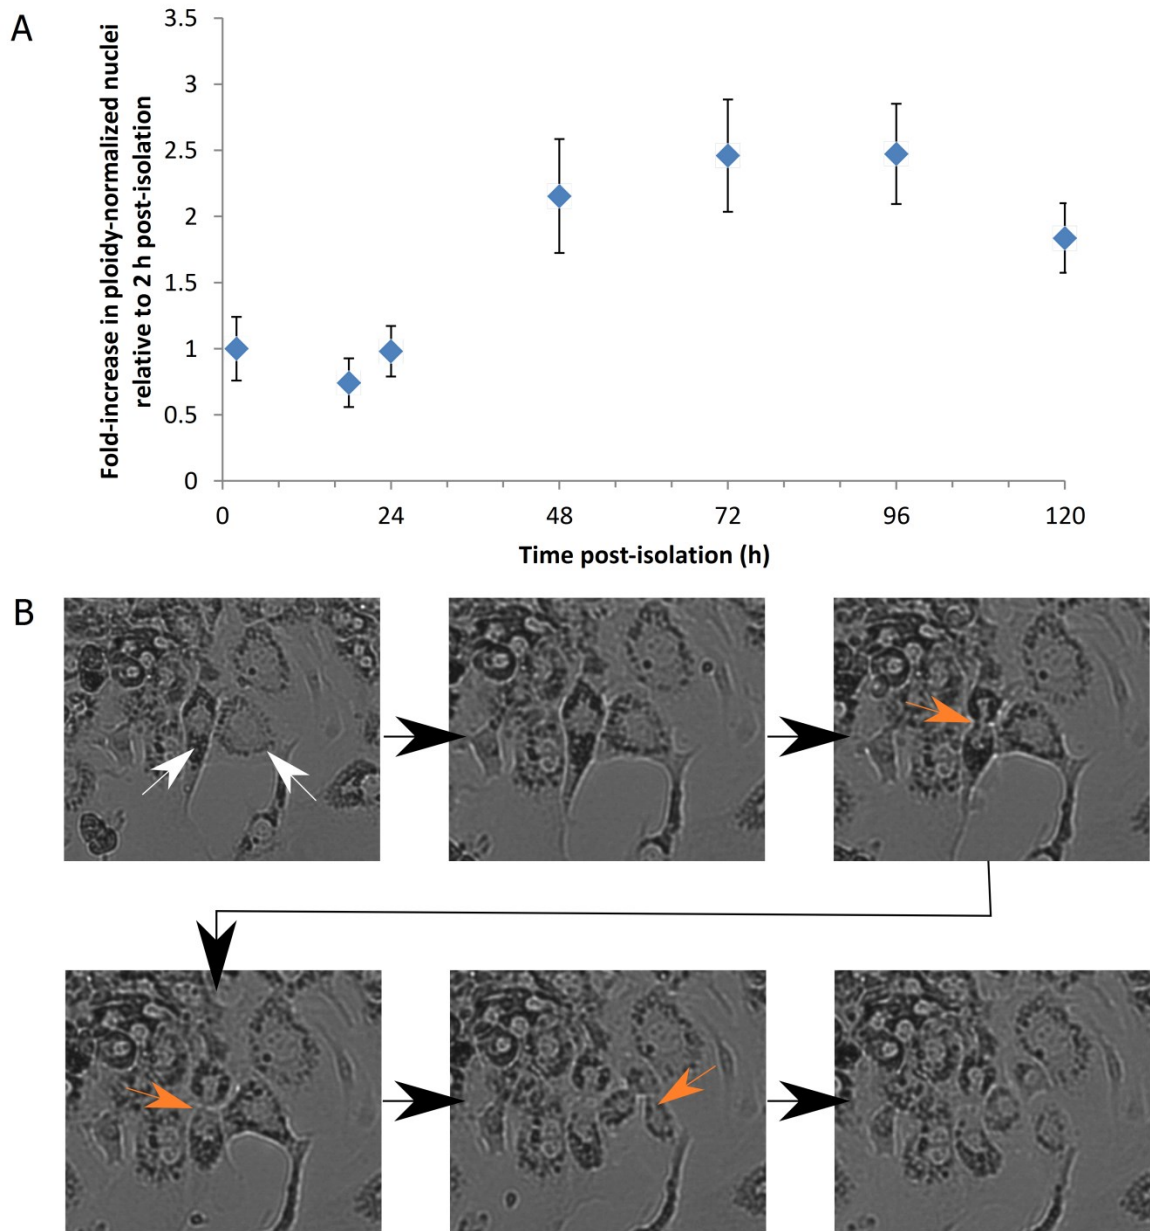 A
Fold-increase in ploidy-normalized nuclei
relative to 2 h post-isolation
3.5
3
2.5
2
1.5
1
0.5
0
0 24 48 72 96 120
Time post-isolation (h)
B